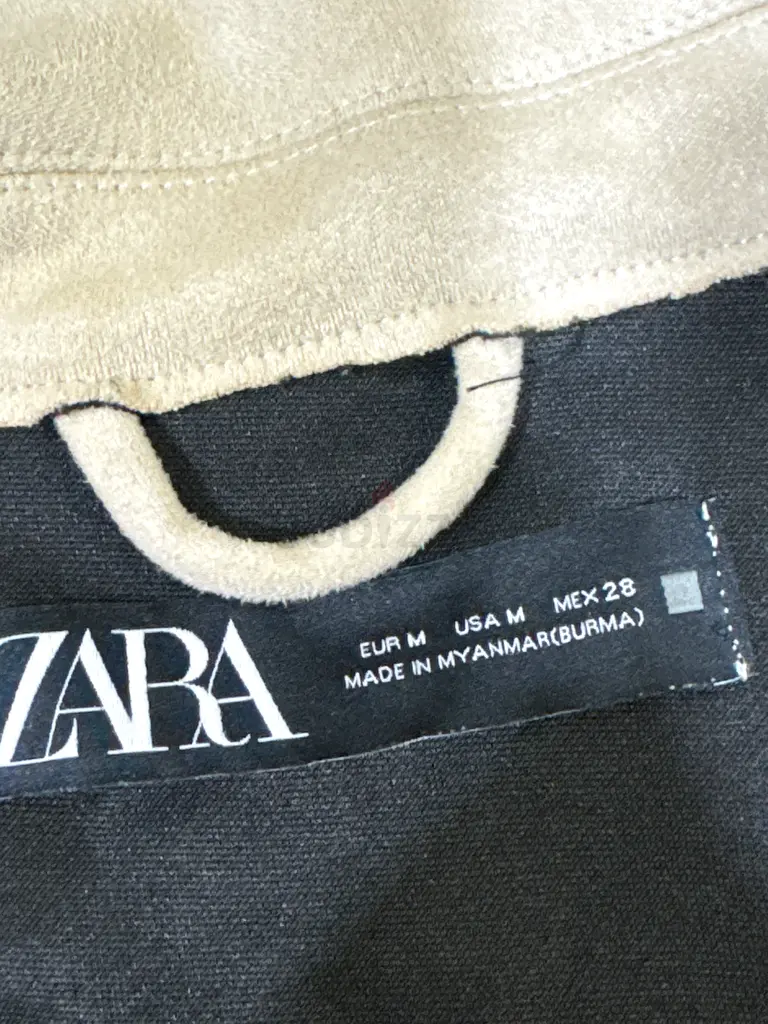 ZARA
EUR M USA M MEX 28
MADE IN MYANMAR(BURMA)